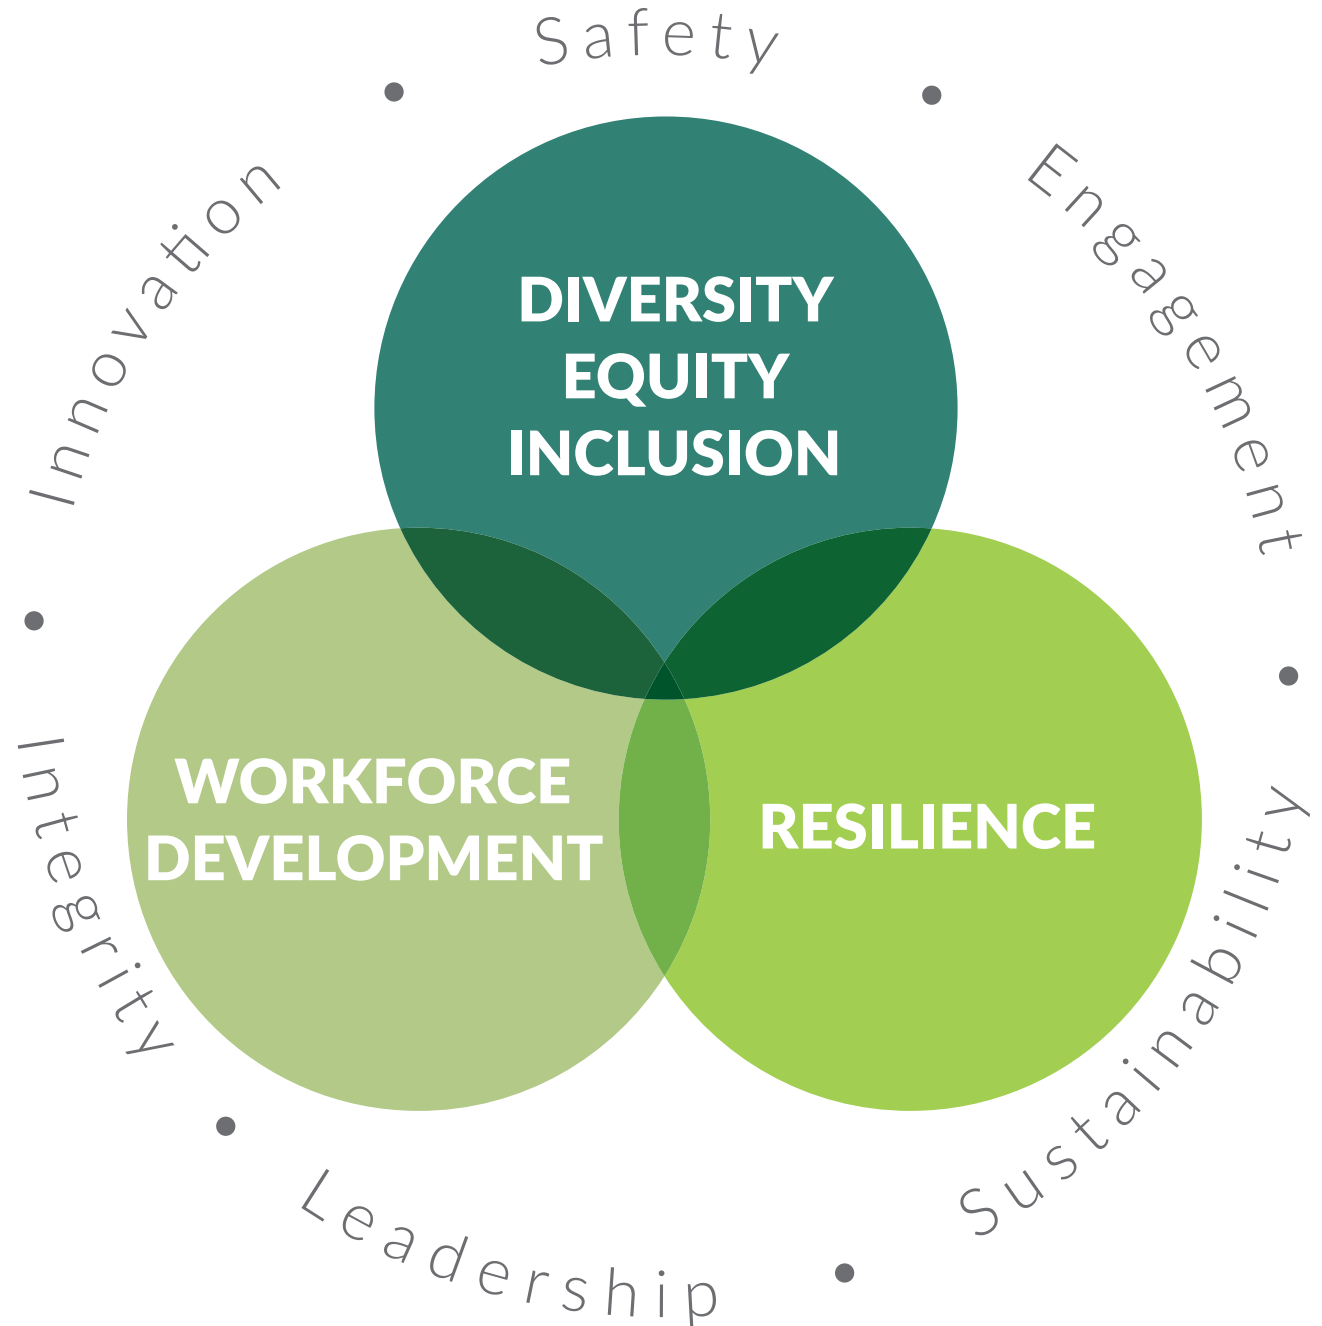 Safety
Engagement
Sustainability
Leadership
Integrity
Innovation
DIVERSITY
EQUITY
INCLUSION
WORKFORCE
DEVELOPMENT
RESILIENCE